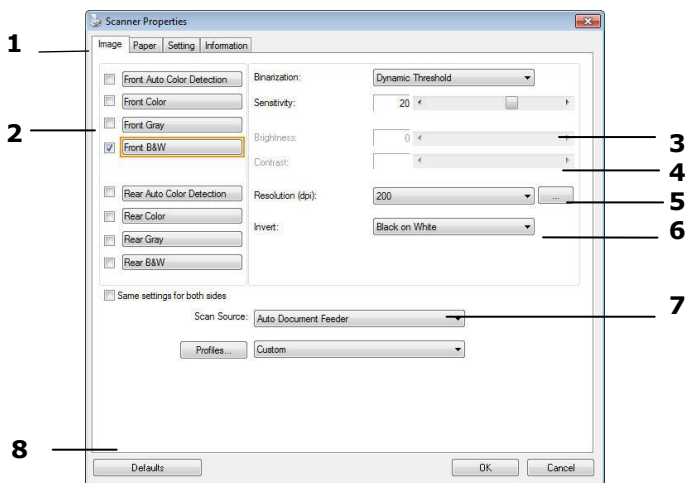 Scanner Properties
1
Image Paper Setting Information
Front Auto Color Detection
Front Color
Front Gray
Front B&W
2
Rear Auto Color Detection
Rear Color
Rear Gray
Rear B&W
Binarization: Dynamic Threshold
Sensitivity: 20
Brightness: 0
3
Contrast:
4
Resolution (dpi): 200 ...
5
Invert: Black on White
6
Same settings for both sides
Scan Source: Auto Document Feeder
7
Profiles... Custom
8
Defaults OK Cancel